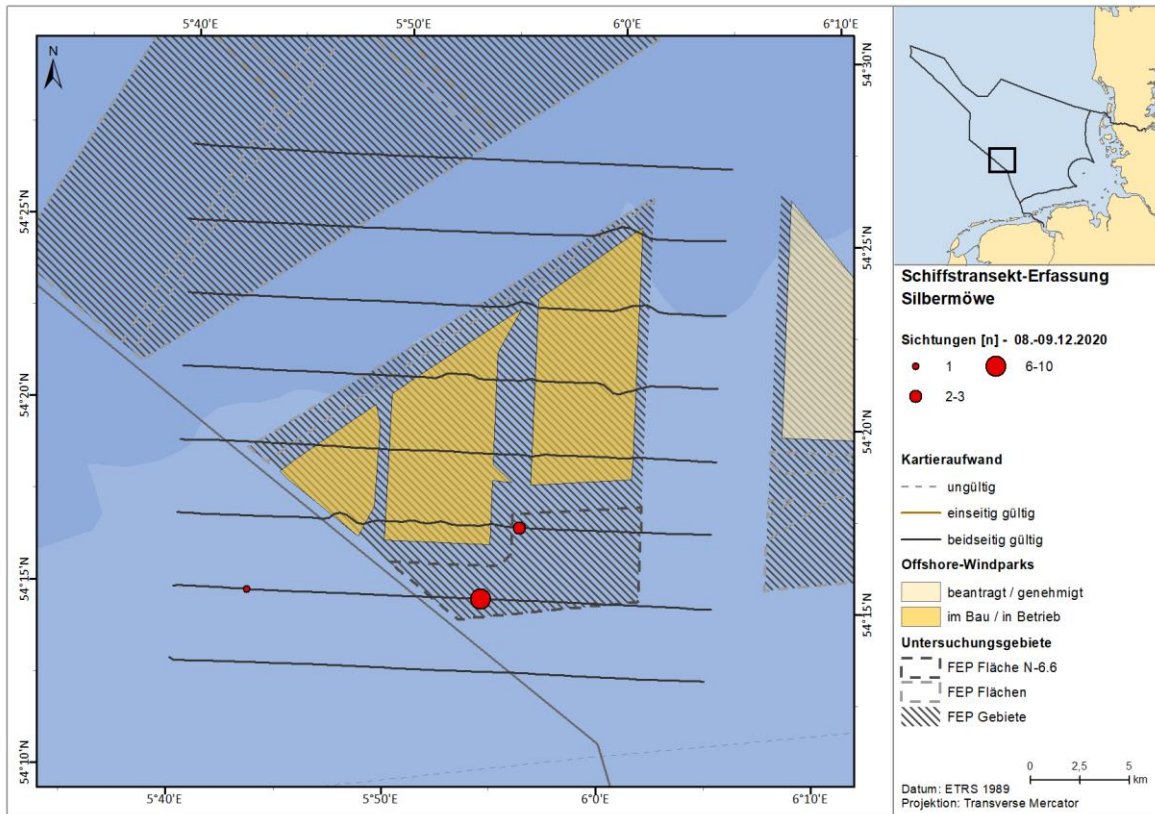 5°40'E
5°50'E
6°0'E
6°10'E
N
54°30'N
54°25'N
54°25'N
54°20'N
54°20'N
54°15'N
54°15'N
54°10'N
5°40'E
5°50'E
6°0'E
6°10'E
Schiffstransekt-Erfassung
Silbermöwe
Sichtungen [n] - 08.-09.12.2020
1
6-10
2-3
Kartieraufwand
ungültig
einseitig gültig
beidseitig gültig
Offshore-Windparks
beantragt / genehmigt
im Bau / in Betrieb
Untersuchungsgebiete
FEP Fläche N-6.6
FEP Flächen
FEP Gebiete
0 2,5 5
km
Datum: ETRS 1989
Projektion: Transverse Mercator